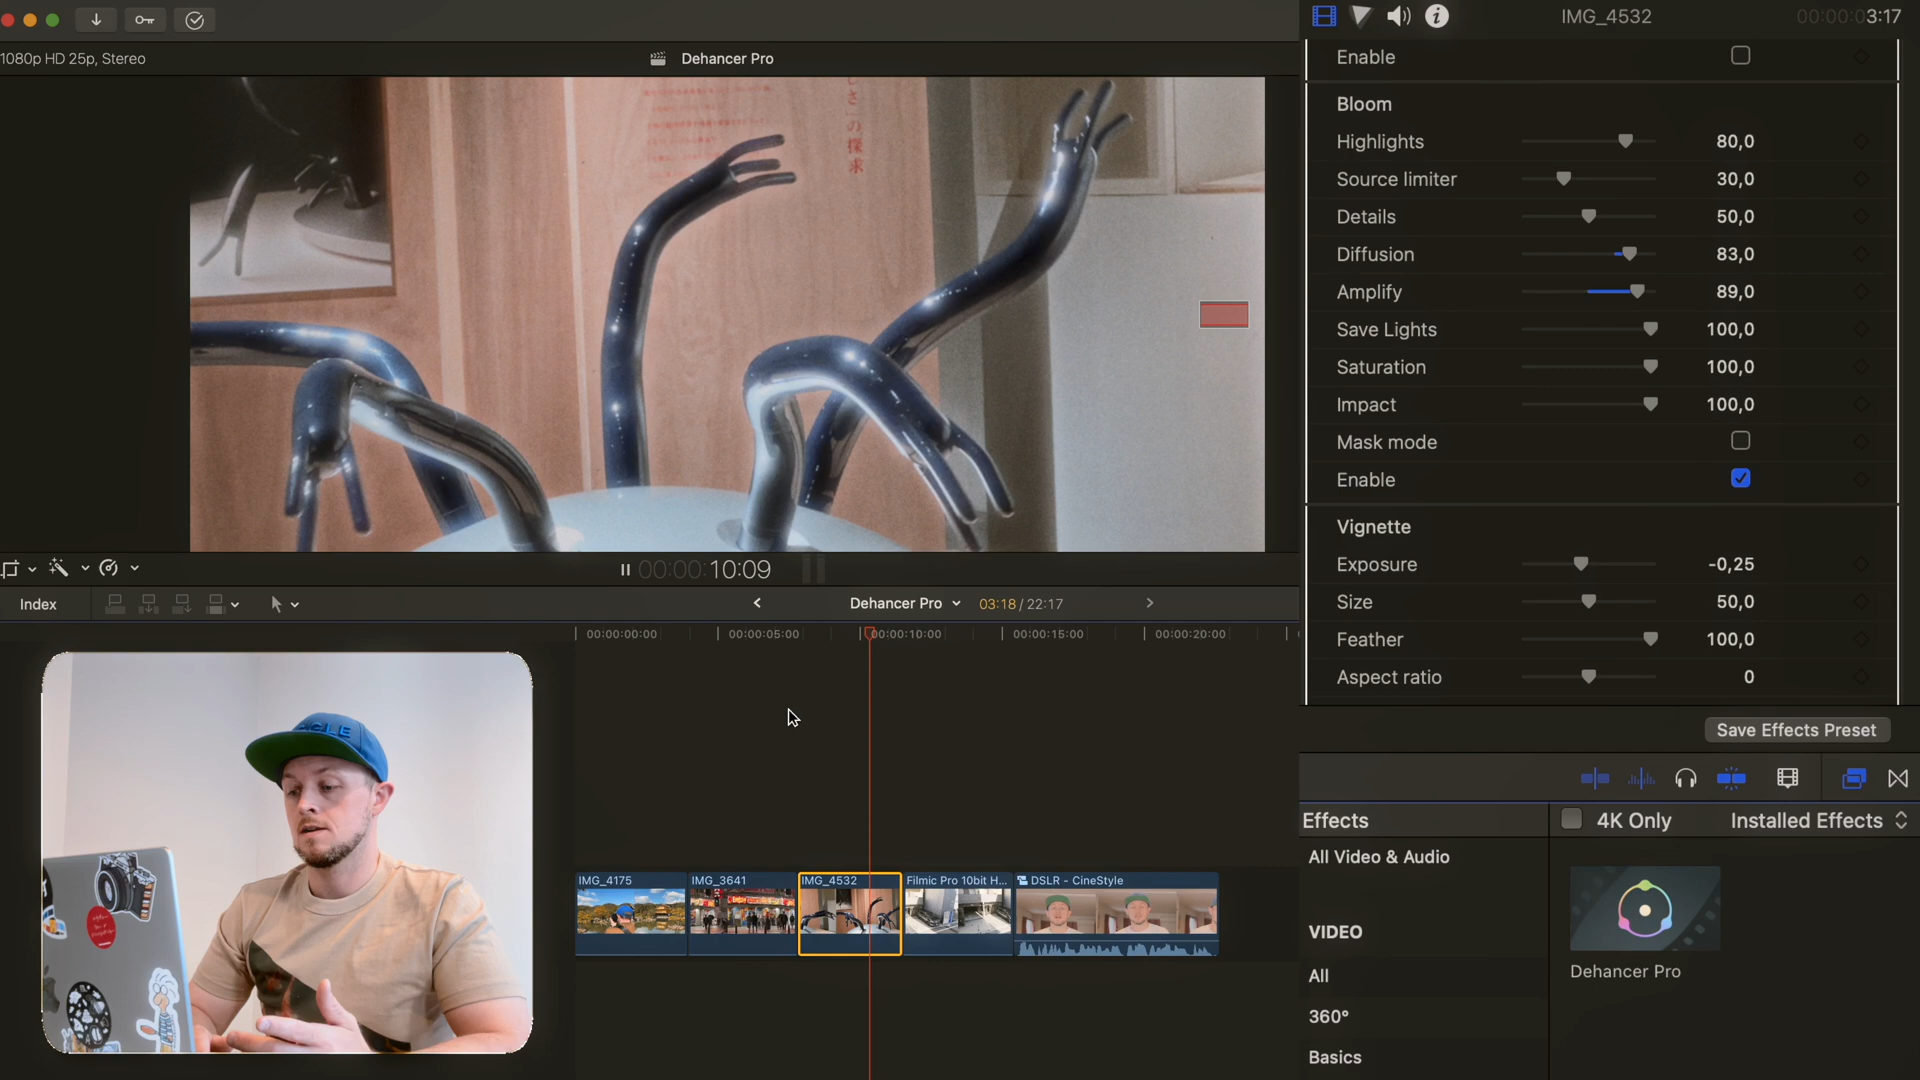 IMG_4532
00:00:03:17
1080p HD 25p, Stereo
Dehancer Pro
Enable
Bloom
Highlights 80,0
Source limiter 30,0
Details 50,0
Diffusion 83,0
Amplify 89,0
Save Lights 100,0
Saturation 100,0
Impact 100,0
Mask mode
Enable
Vignette
Exposure -0,25
Size 50,0
Feather 100,0
Aspect ratio 0
さ」の探求
00:00:00:10:09
Index
Dehancer Pro 03:18 / 22:17
00:00:00:00 00:00:05:00 00:00:10:00 00:00:15:00 00:00:20:00
Save Effects Preset
Effects
4K Only
Installed Effects
All Video & Audio
VIDEO
All
360°
Basics
Dehancer Pro
IMG_4175
IMG_3641
IMG_4532
Filmic Pro 10bit H...
DSLR - CineStyle